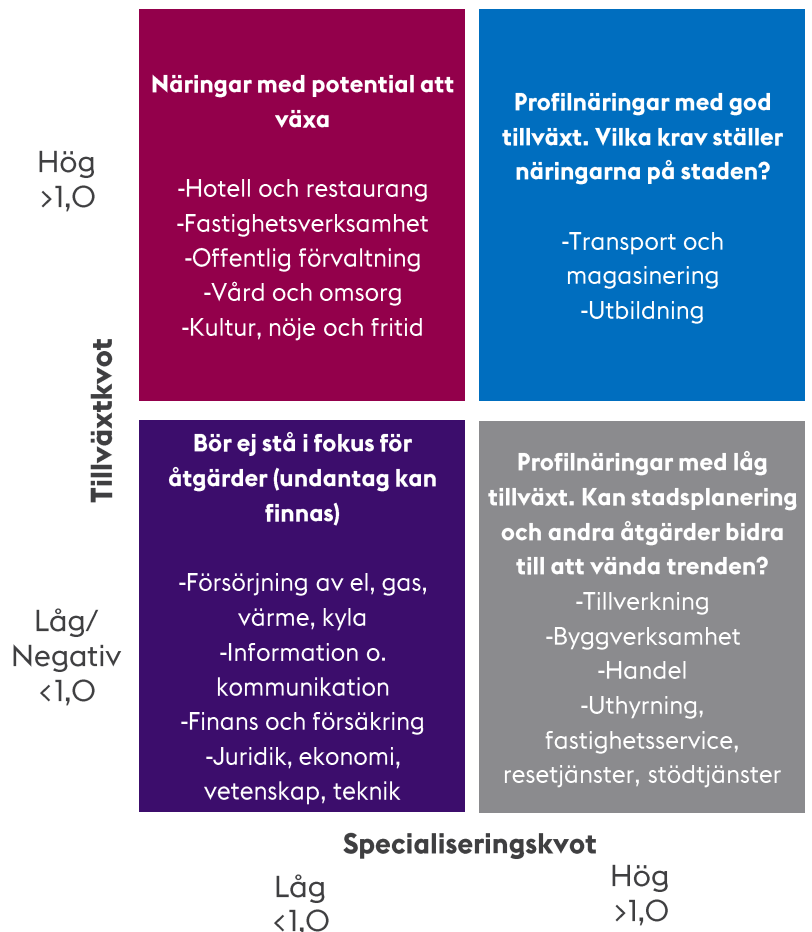 Näringar med potential att
växa
-Hotell och restaurang
-Fastighetsverksamhet
-Offentlig förvaltning
-Vård och omsorg
-Kultur, nöje och fritid
Profilnäringar med god
tillväxt. Vilka krav ställer
näringarna på staden?
-Transport och
magasinering
-Utbildning
Hög
>1,0
Tillväxtkvot
Låg/
Negativ
<1,0
Bör ej stå i fokus för
åtgärder (undantag kan
finnas)
-Försörjning av el, gas,
värme, kyla
-Information o.
kommunikation
-Finans och försäkring
-Juridik, ekonomi,
vetenskap, teknik
Profilnäringar med låg
tillväxt. Kan stadsplanering
och andra åtgärder bidra
till att vända trenden?
-Tillverkning
-Byggverksamhet
-Handel
-Uthyrning,
fastighetsservice,
resetjänster, stödtjänster
Specialiseringskvot
Låg
<1,0
Hög
>1,0